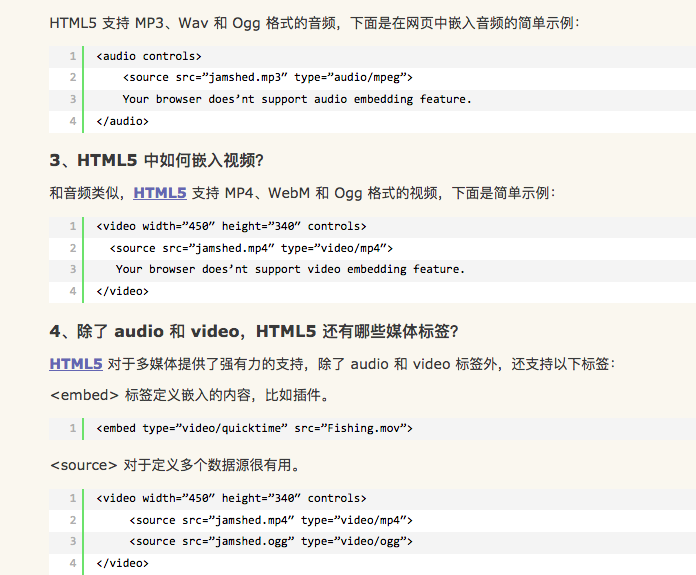 HTML5 支持 MP3、Wav 和 Ogg 格式的音频，下面是在网页中嵌入音频的简单示例：
1 <audio controls>
2 <source src=”jamshed.mp3″ type=”audio/mpeg”>
3 Your browser does’nt support audio embedding feature.
4 </audio>
3、HTML5 中如何嵌入视频？
和音频类似，HTML5 支持 MP4、WebM 和 Ogg 格式的视频，下面是简单示例：
1 <video width=”450″ height=”340″ controls>
2 <source src=”jamshed.mp4″ type=”video/mp4″>
3 Your browser does’nt support video embedding feature.
4 </video>
4、除了 audio 和 video，HTML5 还有哪些媒体标签？
HTML5 对于多媒体提供了强有力的支持，除了 audio 和 video 标签外，还支持以下标签：
<embed> 标签定义嵌入的内容，比如插件。
1 <embed type=”video/quicktime” src=”Fishing.mov”>
<source> 对于定义多个数据源很有用。
1 <video width=”450″ height=”340″ controls>
2 <source src=”jamshed.mp4″ type=”video/mp4″>
3 <source src=”jamshed.ogg” type=”video/ogg”>
4 </video>